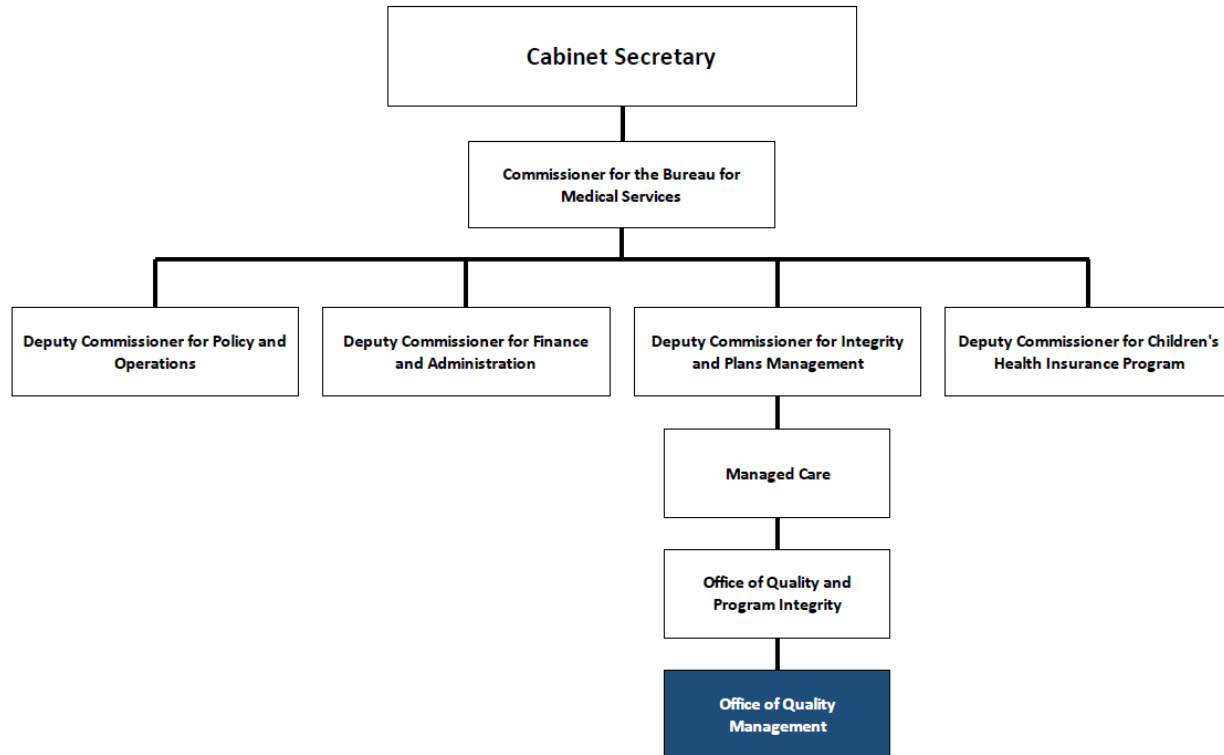 Cabinet Secretary
Commissioner for the Bureau for
Medical Services
Deputy Commissioner for Policy and
Operations
Deputy Commissioner for Finance
and Administration
Deputy Commissioner for Integrity
and Plans Management
Deputy Commissioner for Children's
Health Insurance Program
Managed Care
Office of Quality and
Program Integrity
Office of Quality
Management